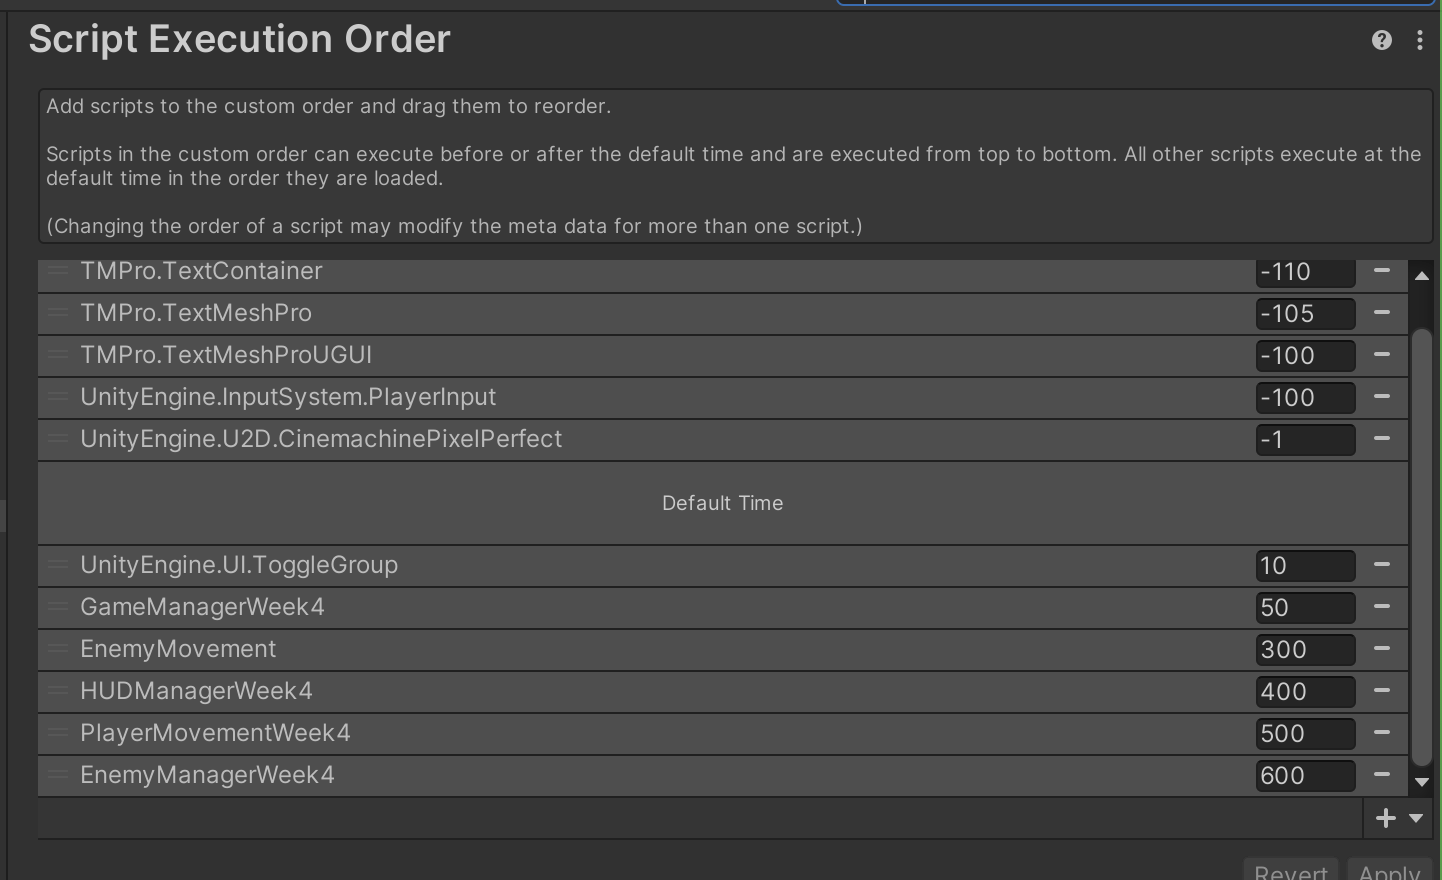 Script Execution Order
Add scripts to the custom order and drag them to reorder.
Scripts in the custom order can execute before or after the default time and are executed from top to bottom. All other scripts execute at the
default time in the order they are loaded.
(Changing the order of a script may modify the meta data for more than one script.)
TMPro.TextContainer -110
TMPro.TextMeshPro -105
TMPro.TextMeshProUGUI -100
UnityEngine.InputSystem.PlayerInput -100
UnityEngine.U2D.CinemachinePixelPerfect -1
Default Time
UnityEngine.UI.ToggleGroup 10
GameManagerWeek4 50
EnemyMovement 300
HUDManagerWeek4 400
PlayerMovementWeek4 500
EnemyManagerWeek4 600
Revert Apply